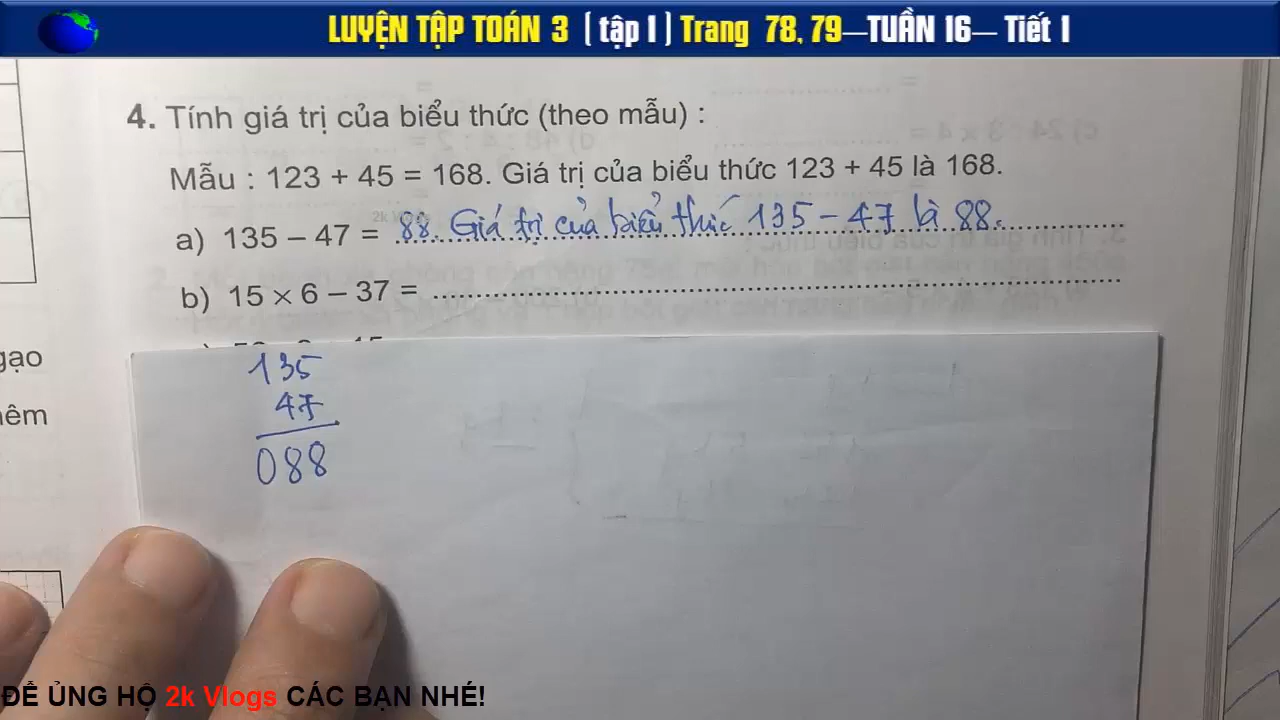 LUYỆN TẬP TOÁN 3 ( tập 1 ) Trang 78, 79—TUẦN 16— Tiết 1
4. Tính giá trị của biểu thức (theo mẫu) :
Mẫu : 123 + 45 = 168. Giá trị của biểu thức 123 + 45 là 168.
a) 135 – 47 = 88. Giá trị của biểu thức 135 – 47 là 88.
b) 15 × 6 – 37 =
gạo
135
47
088
ĐỂ ỦNG HỘ 2k Vlogs CÁC BẠN NHÉ!